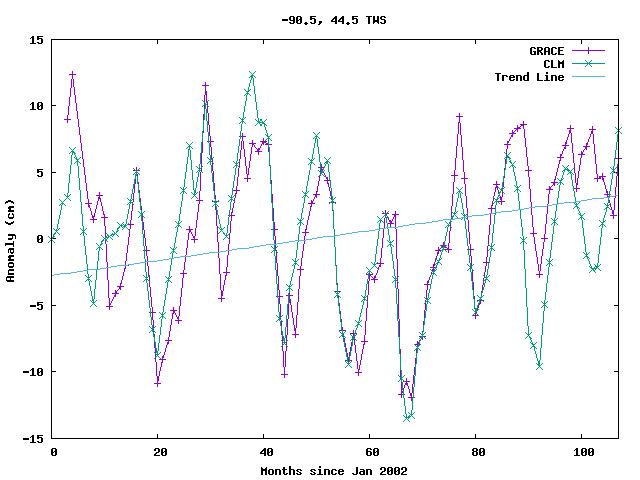 -90.5, 44.5 TWS
GRACE
CLM
Trend Line
15
10
5
0
-5
-10
-15
Anomaly (cm)
0 20 40 60 80 100
Months since Jan 2002